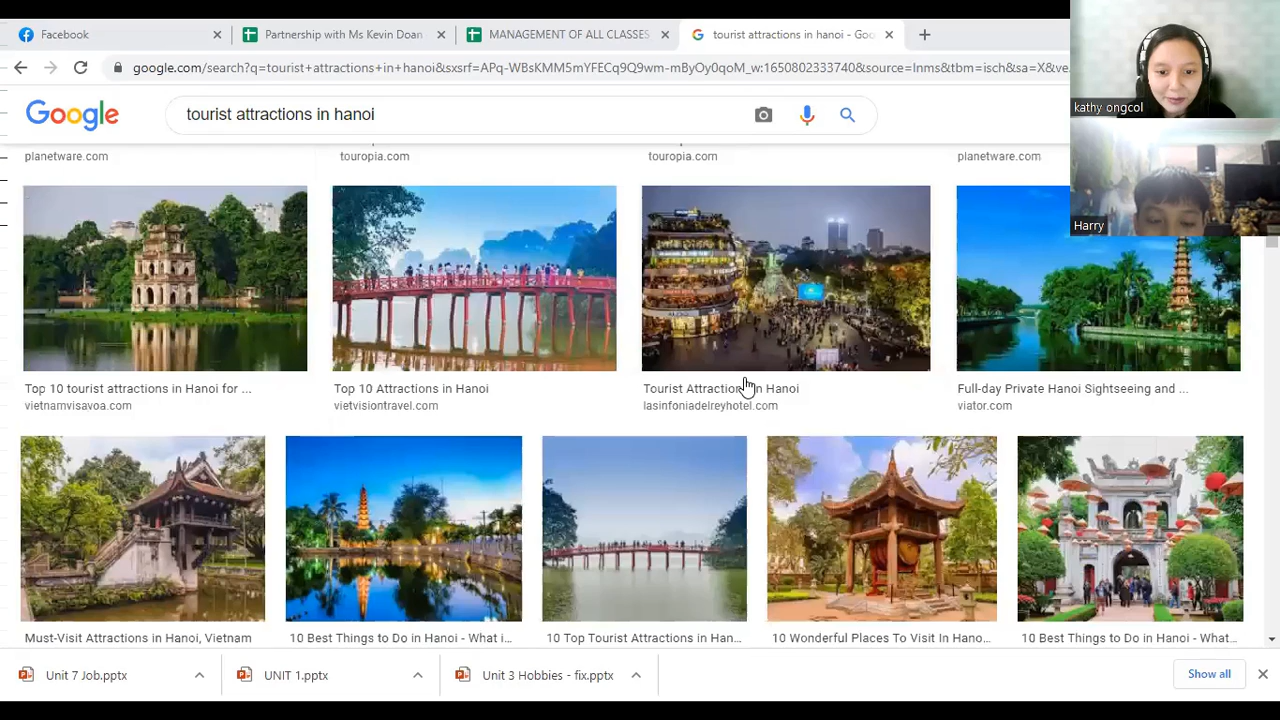 Facebook
Partnership with Ms Kevin Doan
MANAGEMENT OF ALL CLASSES
tourist attractions in hanoi - Goo
google.com/search?q=tourist+attractions+in+hanoi&sxsrf=APq-WBsKMM5mYFECq9Q9wm-mByOy0qoM_w:1650802333740&source=lnms&tbm=isch&sa=X&ve
kathy ongcol
Google
tourist attractions in hanoi
planetware.com
touropia.com
touropia.com
planetware.com
Harry
Top 10 tourist attractions in Hanoi for ...
Top 10 Attractions in Hanoi
Tourist Attractions in Hanoi
Full-day Private Hanoi Sightseeing and ...
vietnamvisavoa.com
vietvisiontravel.com
lasinfoniadelreyhotel.com
viator.com
Must-Visit Attractions in Hanoi, Vietnam
10 Best Things to Do in Hanoi - What i...
10 Top Tourist Attractions in Han...
10 Wonderful Places To Visit In Hano...
10 Best Things to Do in Hanoi - What...
Unit 7 Job.pptx
UNIT 1.pptx
Unit 3 Hobbies - fix.pptx
Show all